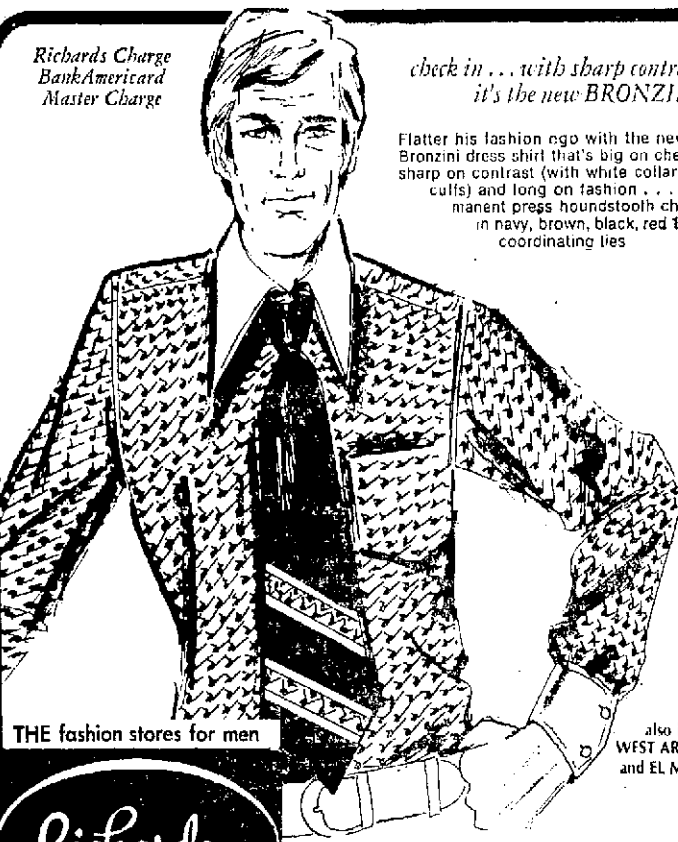 Richards Charge
BankAmericard
Master Charge
check in . . . with sharp contr
it's the new BRONZI
Flatter his fashion ego with the new
Bronzini dress shirt that's big on che
sharp on contrast (with white collar
cuffs) and long on fashion . . .
manent press houndstooth ch
in navy, brown, black, red
coordinating ties
THE fashion stores for men
also
WEST AR
and EL M
Richards